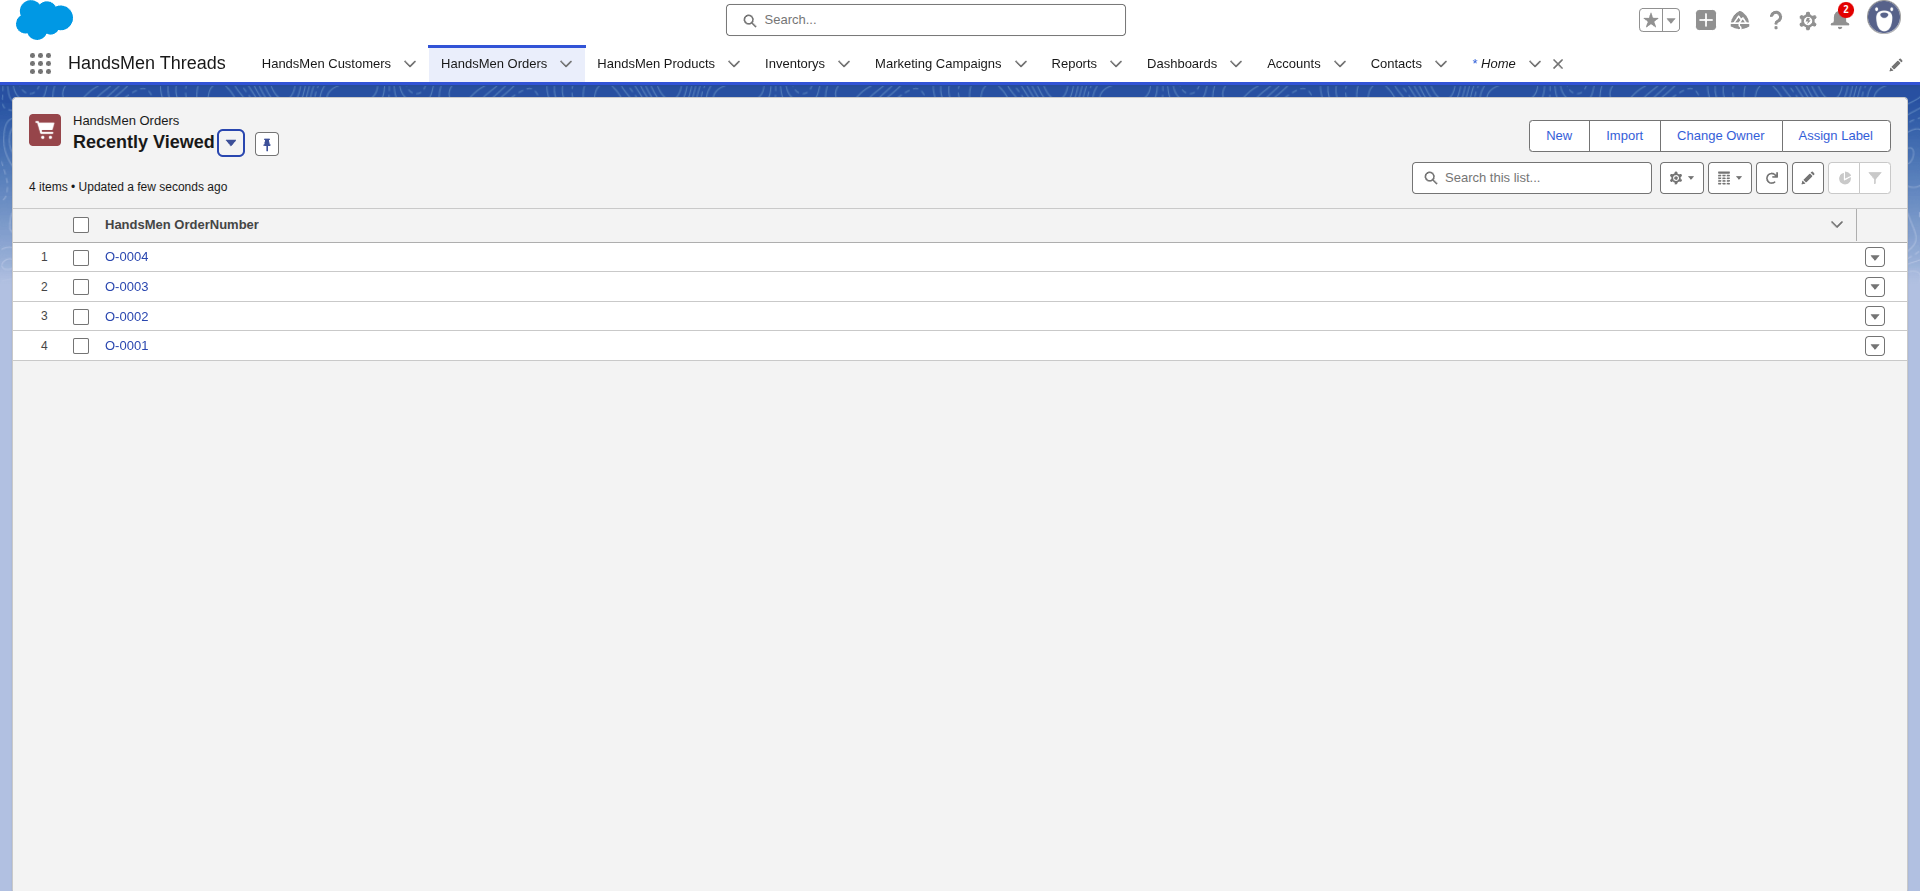 Search...
2
HandsMen Threads
HandsMen Customers
HandsMen Orders
HandsMen Products
Inventorys
Marketing Campaigns
Reports
Dashboards
Accounts
Contacts
* Home
HandsMen Orders
Recently Viewed
New
Import
Change Owner
Assign Label
4 items • Updated a few seconds ago
Search this list...
HandsMen OrderNumber
1 O-0004
2 O-0003
3 O-0002
4 O-0001